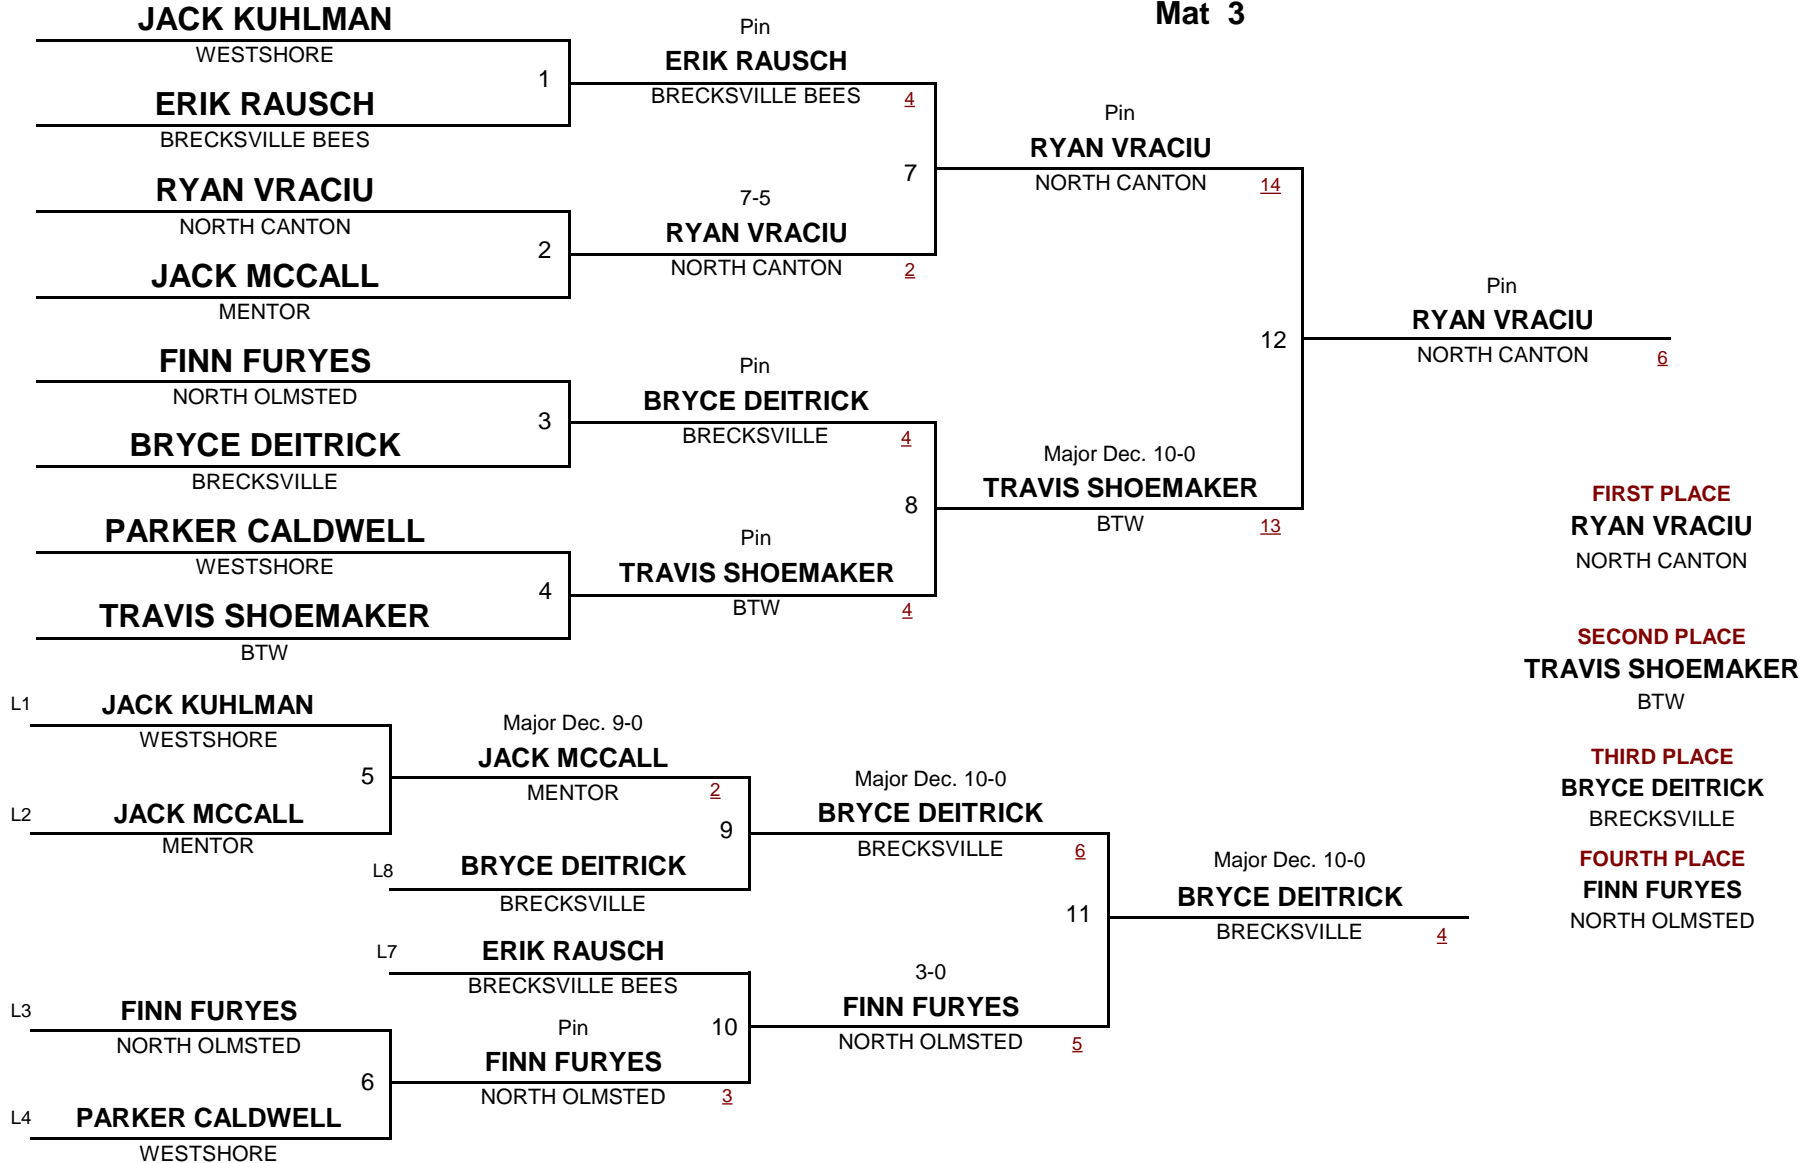 Mat 3
JACK KUHLMAN
WESTSHORE
1
ERIK RAUSCH
BRECKSVILLE BEES
Pin
ERIK RAUSCH
BRECKSVILLE BEES 4
RYAN VRACIU
NORTH CANTON
2
JACK MCCALL
MENTOR
7-5
RYAN VRACIU
NORTH CANTON 2
7
Pin
RYAN VRACIU
NORTH CANTON 14
FINN FURYES
NORTH OLMSTED
3
BRYCE DEITRICK
BRECKSVILLE
Pin
BRYCE DEITRICK
BRECKSVILLE 4
PARKER CALDWELL
WESTSHORE
4
TRAVIS SHOEMAKER
BTW
Pin
TRAVIS SHOEMAKER
BTW 4
8
Major Dec. 10-0
TRAVIS SHOEMAKER
BTW 13
12
Pin
RYAN VRACIU
NORTH CANTON 6
FIRST PLACE
RYAN VRACIU
NORTH CANTON
SECOND PLACE
TRAVIS SHOEMAKER
BTW
THIRD PLACE
BRYCE DEITRICK
BRECKSVILLE
FOURTH PLACE
FINN FURYES
NORTH OLMSTED
L1 JACK KUHLMAN
WESTSHORE
5
L2 JACK MCCALL
MENTOR
Major Dec. 9-0
JACK MCCALL
MENTOR 2
9
L8 BRYCE DEITRICK
BRECKSVILLE
Major Dec. 10-0
BRYCE DEITRICK
BRECKSVILLE 6
L7 ERIK RAUSCH
BRECKSVILLE BEES
L3 FINN FURYES
NORTH OLMSTED
6
L4 PARKER CALDWELL
WESTSHORE
Pin
FINN FURYES
NORTH OLMSTED 3
10
3-0
FINN FURYES
NORTH OLMSTED 5
11
Major Dec. 10-0
BRYCE DEITRICK
BRECKSVILLE 4